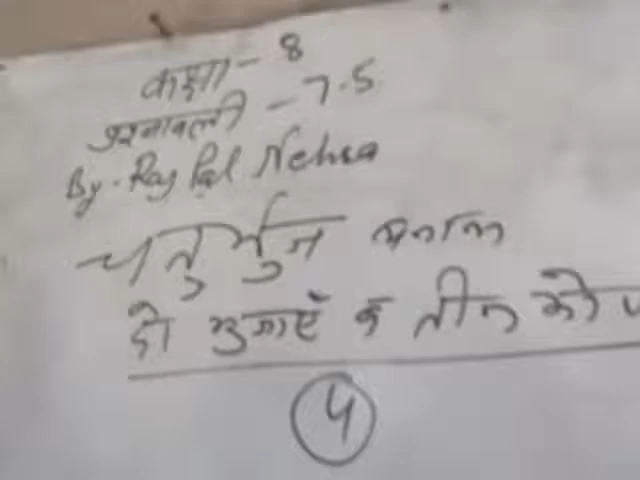 कक्षा - 8
प्रश्नावली - 7.5
By. Raj Pal Nehra
चतुर्भुज बनाना
दो भुजाएँ व तीन को
4